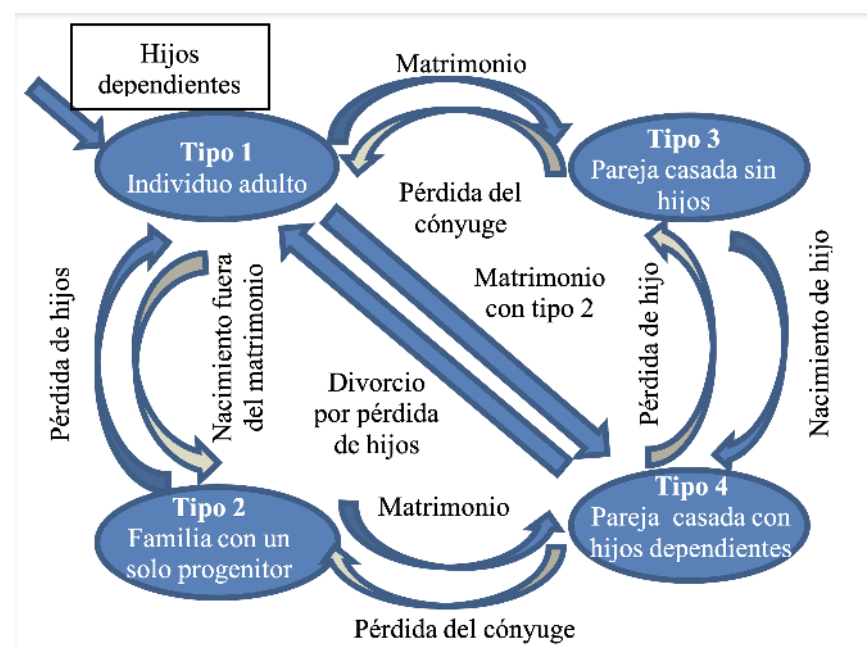 Hijos
dependientes
Matrimonio
Tipo 1
Individuo adulto
Tipo 3
Pareja casada sin
hijos
Pérdida del
cónyuge
Matrimonio
con tipo 2
Pérdida de hijos
Nacimiento fuera
del matrimonio
Pérdida de hijo
Nacimiento de hijo
Divorcio
por pérdida
de hijos
Tipo 2
Familia con un
solo progenitor
Matrimonio
Tipo 4
Pareja casada con
hijos dependientes
Pérdida del cónyuge